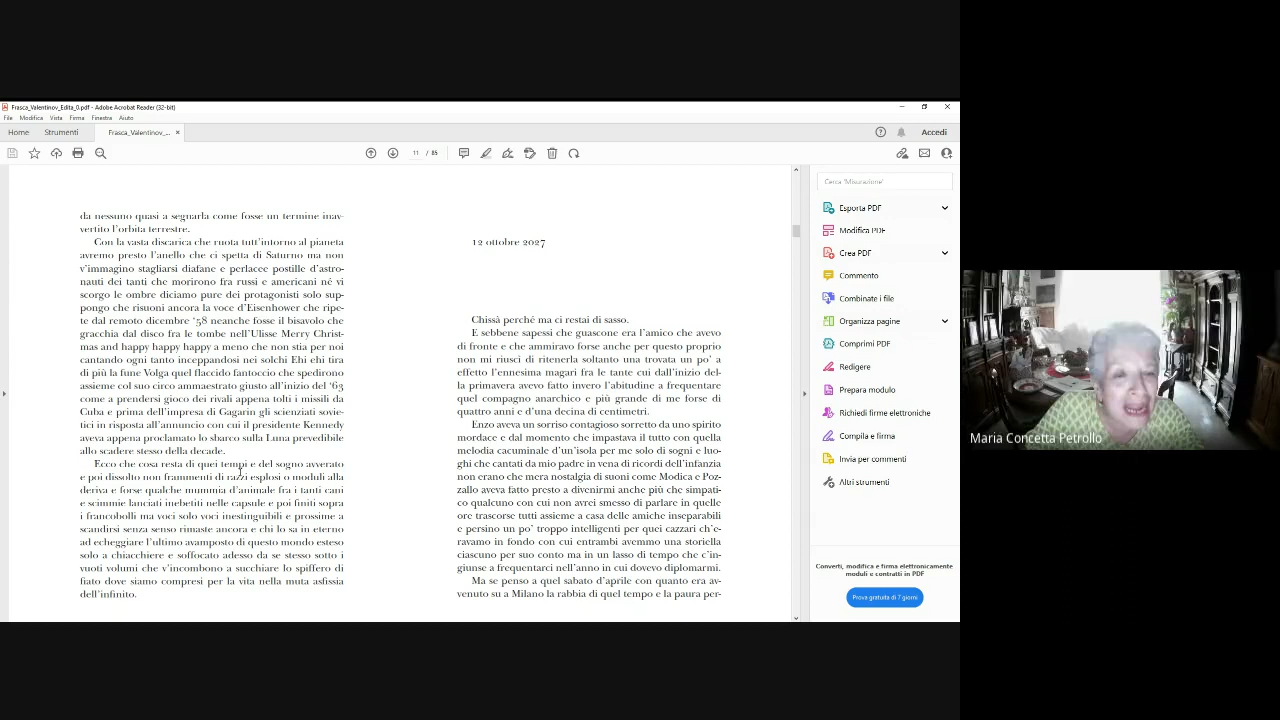 Frasca_Valentinov_Edita_0.pdf - Adobe Acrobat Reader (32-bit)
File Modifica Vista Firma Finestra Aiuto
Home Strumenti Frasca_Valentinov_... × Accedi
11 / 85
da nessuno quasi a segnarla come fosse un termine inav-
vertito l'orbita terrestre.
Con la vasta discarica che ruota tutt'intorno al pianeta
avremo presto l'anello che ci spetta di Saturno ma non
v'immagino stagliarsi diafane e perlacee postille d'astro-
nauti dei tanti che morirono fra russi e americani né vi
scorgo le ombre diciamo pure dei protagonisti solo sup-
pongo che risuoni ancora la voce d'Eisenhower che ripe-
te dal remoto dicembre '58 neanche fosse il bisavolo che
gracchia dal disco fra le tombe nell'Ulisse Merry Christ-
mas and happy happy happy a meno che non stia per noi
cantando ogni tanto inceppandosi nei solchi Ehi ehi tira
di più la fune Volga quel flaccido fantoccio che spedirono
assieme col suo circo ammaestrato giusto all'inizio del '63
come a prendersi gioco dei rivali appena tolti i missili da
Cuba e prima dell'impresa di Gagarin gli scienziati sovie-
tici in risposta all'annuncio con cui il presidente Kennedy
aveva appena proclamato lo sbarco sulla Luna prevedibile
allo scadere stesso della decade.
Ecco che cosa resta di quei tempi e del sogno avverato
e poi dissolto non frammenti di razzi esplosi o moduli alla
deriva e forse qualche mummia d'animale fra i tanti cani
e scimmie lanciati inebetiti nelle capsule e poi finiti sopra
i francobolli ma voci solo voci inestinguibili e prossime a
scandirsi senza senso rimaste ancora e chi lo sa in eterno
ad echeggiare l'ultimo avamposto di questo mondo esteso
solo a chiacchiere e soffocato adesso da se stesso sotto i
vuoti volumi che v'incombono a succhiare lo spiffero di
fiato dove siamo compresi per la vita nella muta asfissia
dell'infinito.
12 ottobre 2027
Chissà perché ma ci restai di sasso.
E sebbene sapessi che guascone era l'amico che avevo
di fronte e che ammiravo forse anche per questo proprio
non mi riuscì di ritenerla soltanto una trovata un po' a
effetto l'ennesima magari fra le tante cui dall'inizio del-
la primavera avevo fatto invero l'abitudine a frequentare
quel compagno anarchico e più grande di me forse di
quattro anni e d'una decina di centimetri.
Enzo aveva un sorriso contagioso sorretto da uno spirito
mordace e dal momento che impastava il tutto con quella
melodia cacuminale d'un'isola per me solo di sogni e luo-
ghi che cantati da mio padre in vena di ricordi dell'infanzia
non erano che mera nostalgia di suoni come Modica e Poz-
zallo aveva fatto presto a divenirmi anche più che simpati-
co qualcuno con cui non avrei smesso di parlare in quelle
ore trascorse tutti assieme a casa delle amiche inseparabili
e persino un po' troppo intelligenti per quei cazzari ch'e-
ravamo in fondo con cui entrambi avemmo una storiella
ciascuno per suo conto ma in un lasso di tempo che c'in-
giunse a frequentarci nell'anno in cui dovevo diplomarmi.
Ma se penso a quel sabato d'aprile con quanto era av-
venuto su a Milano la rabbia di quel tempo e la paura per-
Cerca 'Misurazione'
Esporta PDF
Modifica PDF
Crea PDF
Commento
Combinate i file
Organizza pagine
Comprimi PDF
Redigere
Prepara modulo
Richiedi firme elettroniche
Compila e firma
Invia per commenti
Altri strumenti
Converti, modifica e firma elettronicamente
moduli e contratti in PDF
Prova gratuita di 7 giorni
Maria Concetta Petrollo